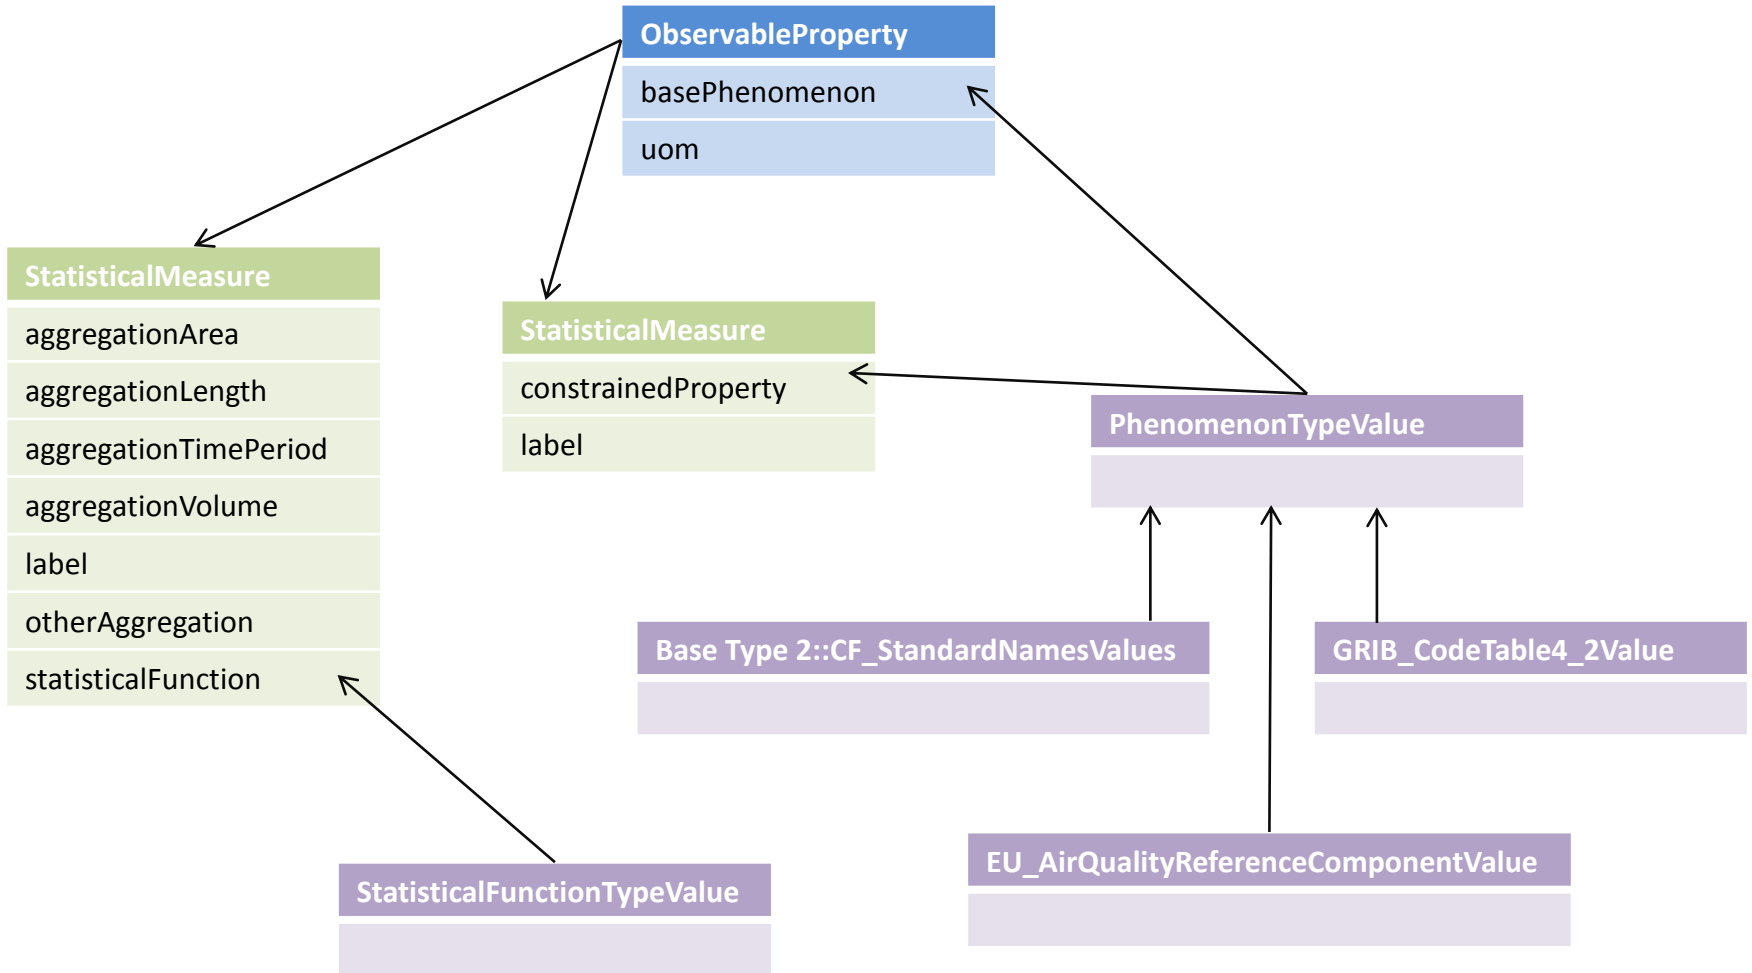 ObservableProperty
basePhenomenon
uom
StatisticalMeasure
aggregationArea
aggregationLength
aggregationTimePeriod
aggregationVolume
label
otherAggregation
statisticalFunction
StatisticalMeasure
constrainedProperty
label
PhenomenonTypeValue
Base Type 2::CF_StandardNamesValues
GRIB_CodeTable4_2Value
EU_AirQualityReferenceComponentValue
StatisticalFunctionTypeValue